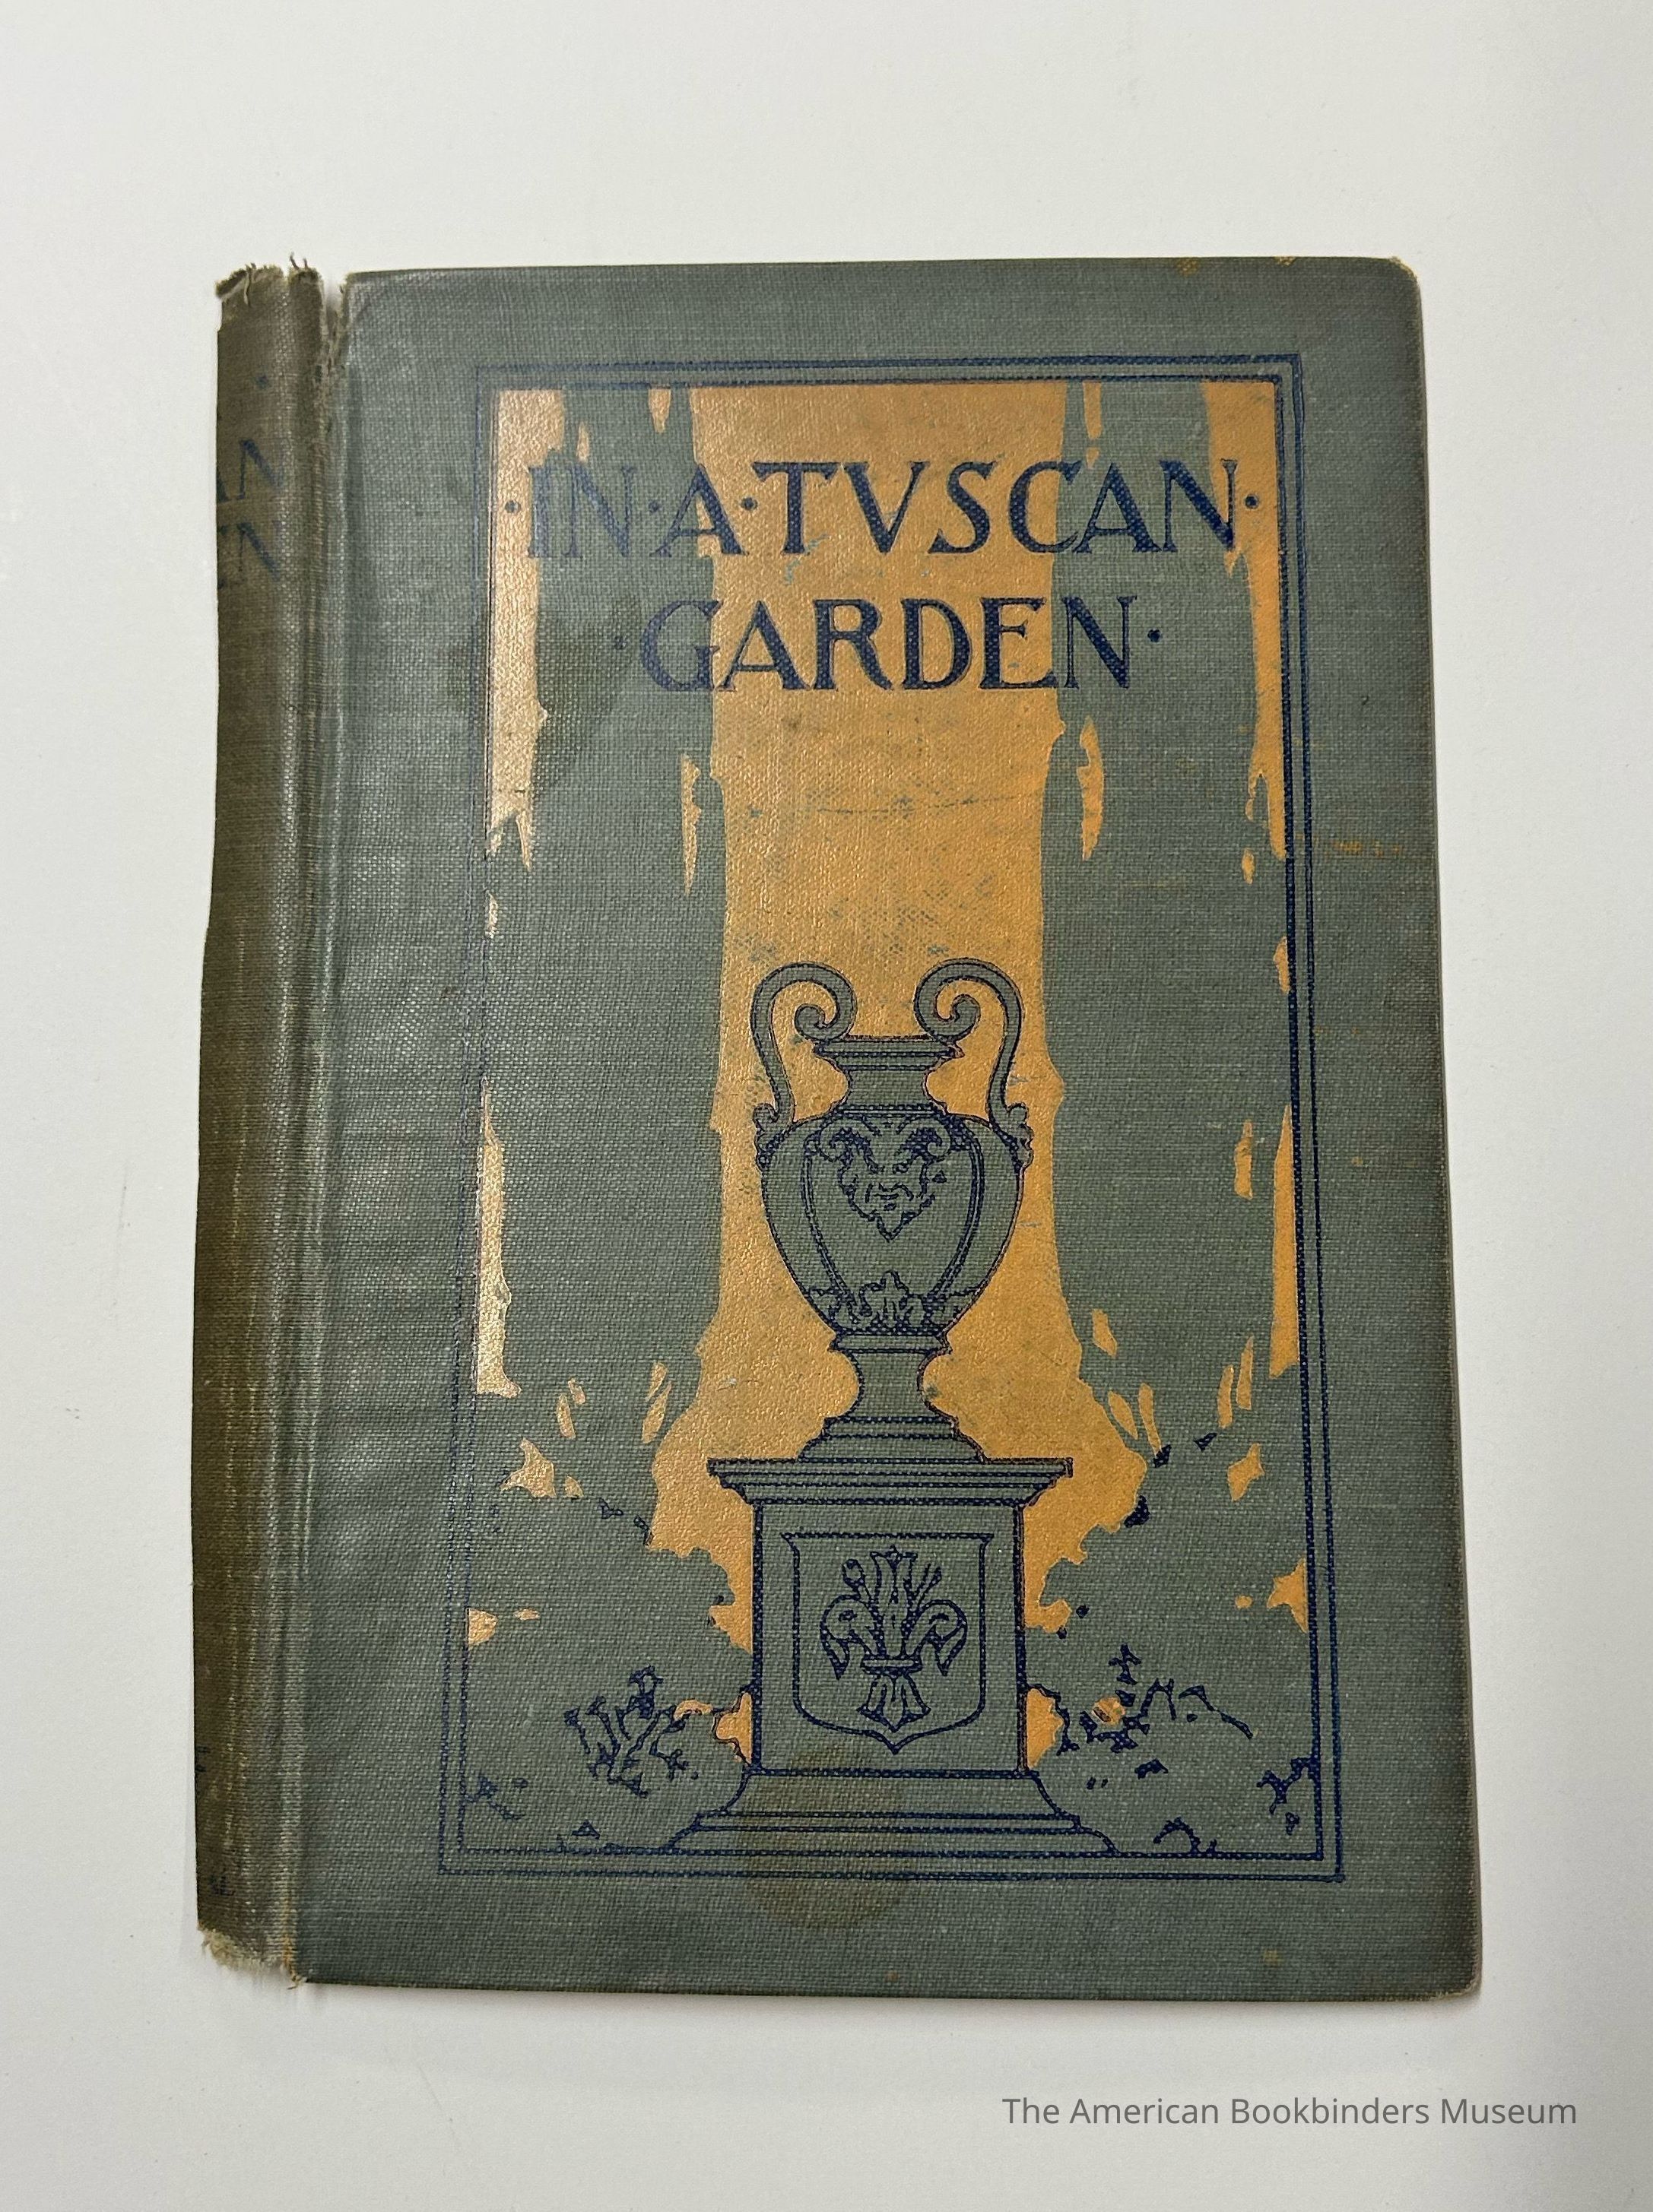 ·IN·A·TVSCAN·
·GARDEN·
AN
EN
The American Bookbinders Museum